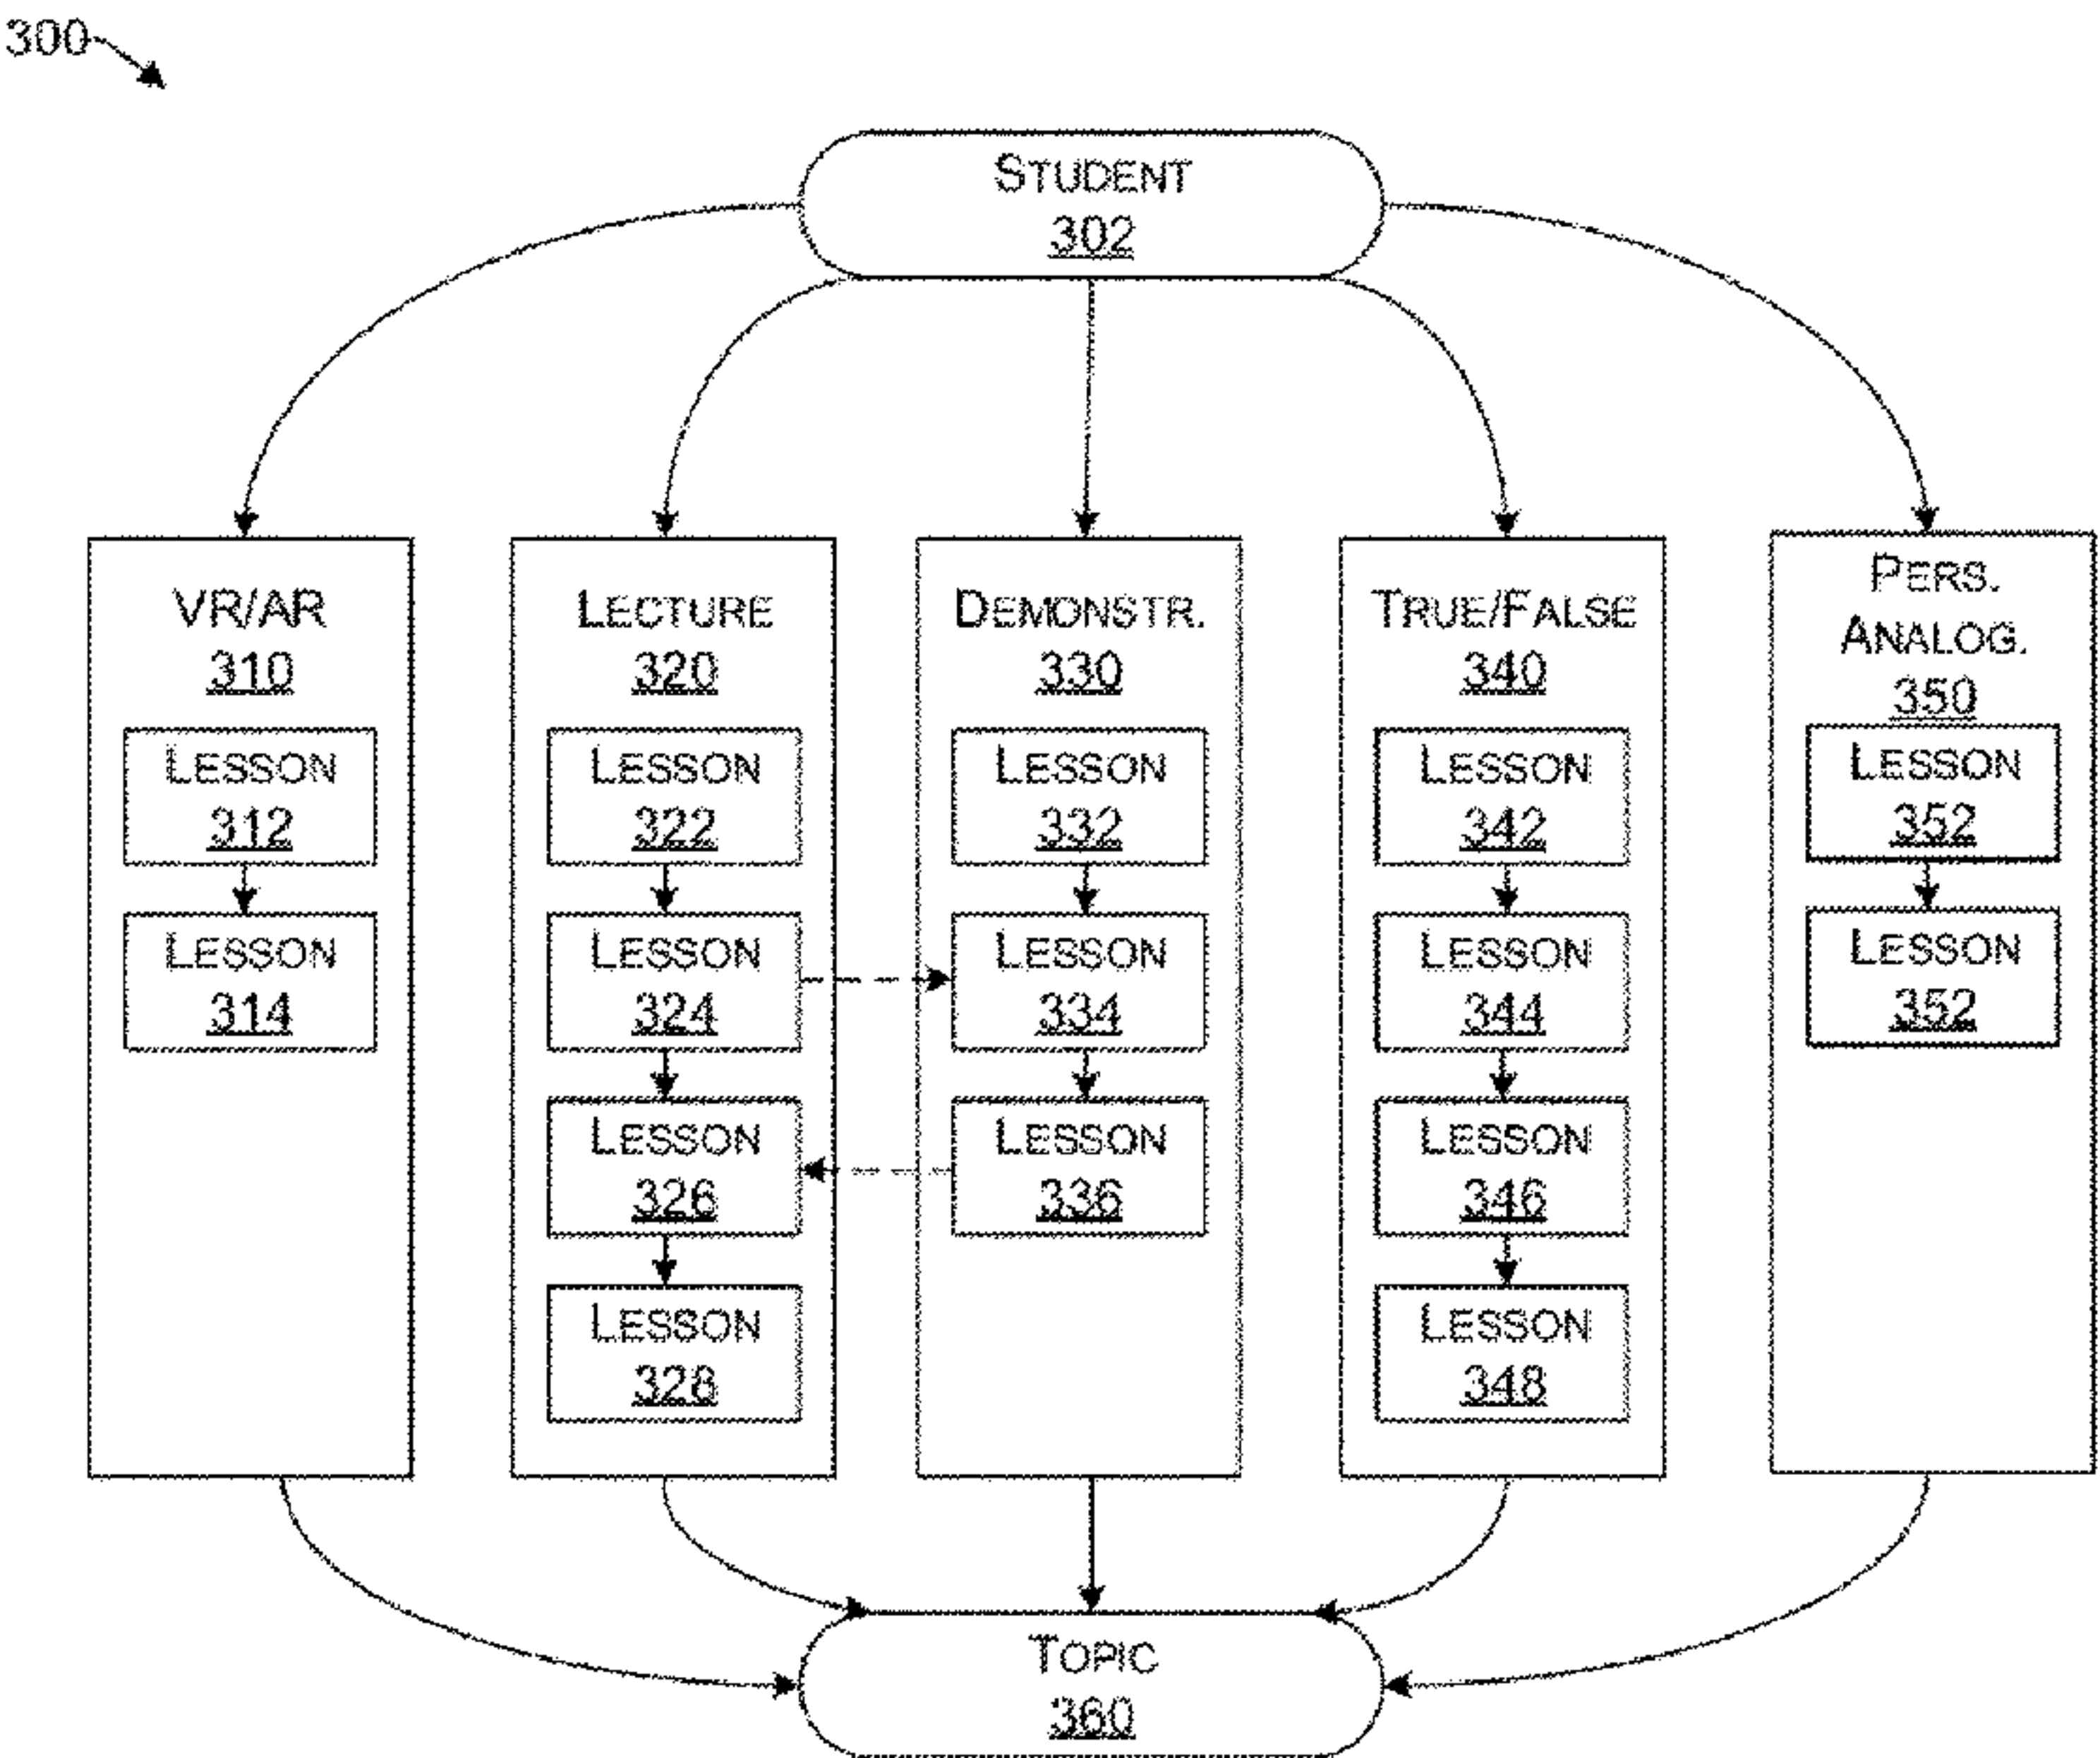 300
STUDENT
302
VR/AR
310
LESSON
312
LESSON
314
LECTURE
320
LESSON
322
LESSON
324
LESSON
326
LESSON
328
DEMONSTR.
330
LESSON
332
LESSON
334
LESSON
336
TRUE/FALSE
340
LESSON
342
LESSON
344
LESSON
346
LESSON
348
PERS.
ANALOG.
350
LESSON
352
LESSON
352
TOPIC
360